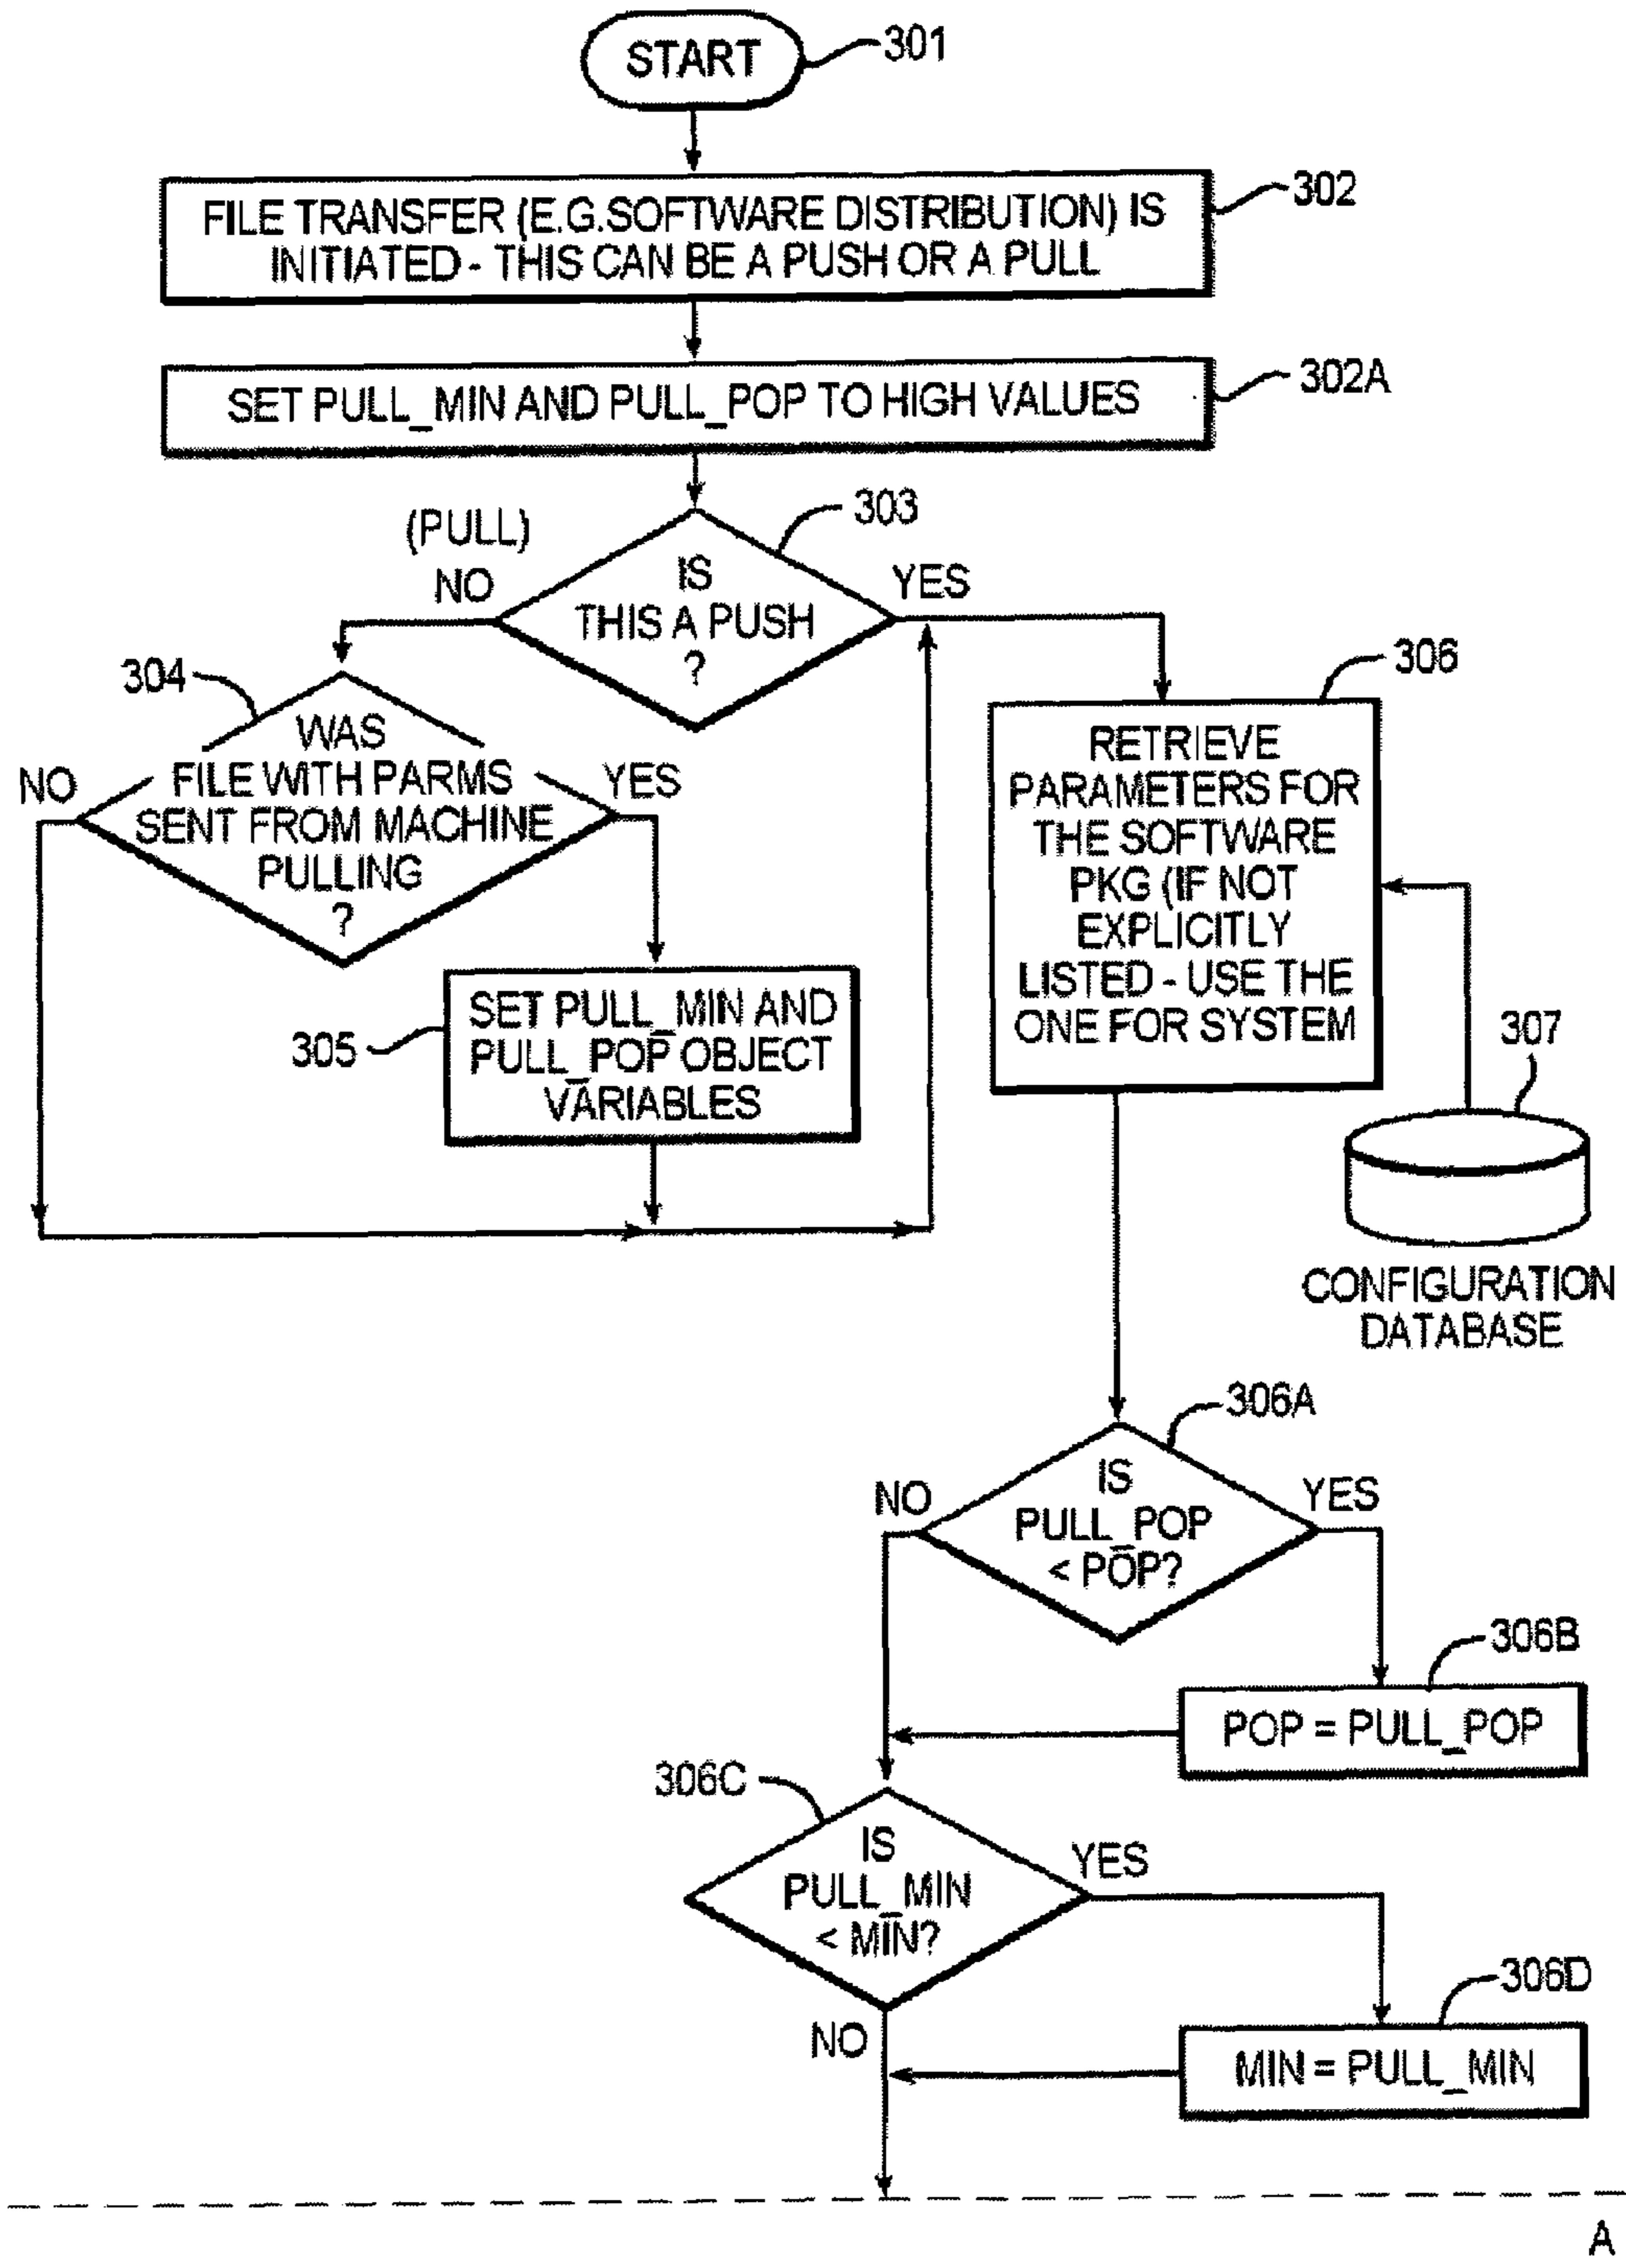 START
301
FILE TRANSFER (E.G.SOFTWARE DISTRIBUTION) IS
INITIATED - THIS CAN BE A PUSH OR A PULL
302
SET PULL_MIN AND PULL_POP TO HIGH VALUES
302A
303
(PULL)
NO
IS
THIS A PUSH
?
YES
304
WAS
FILE WITH PARMS
SENT FROM MACHINE
PULLING
?
NO
YES
306
RETRIEVE
PARAMETERS FOR
THE SOFTWARE
PKG (IF NOT
EXPLICITLY
LISTED - USE THE
ONE FOR SYSTEM
305
SET PULL_MIN AND
PULL_POP OBJECT
VARIABLES
307
CONFIGURATION
DATABASE
306A
NO
IS
PULL_POP
< POP?
YES
306B
POP = PULL_POP
306C
IS
PULL_MIN
< MIN?
YES
NO
306D
MIN = PULL_MIN
A